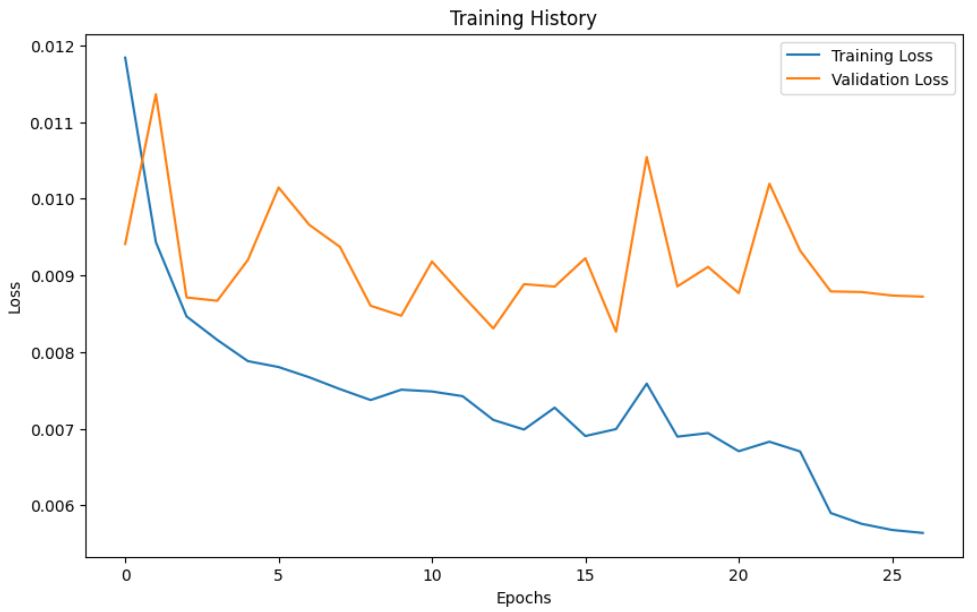 Training History
Training Loss
Validation Loss
0.012
0.011
0.010
0.009
0.008
0.007
0.006
Loss
0 5 10 15 20 25
Epochs